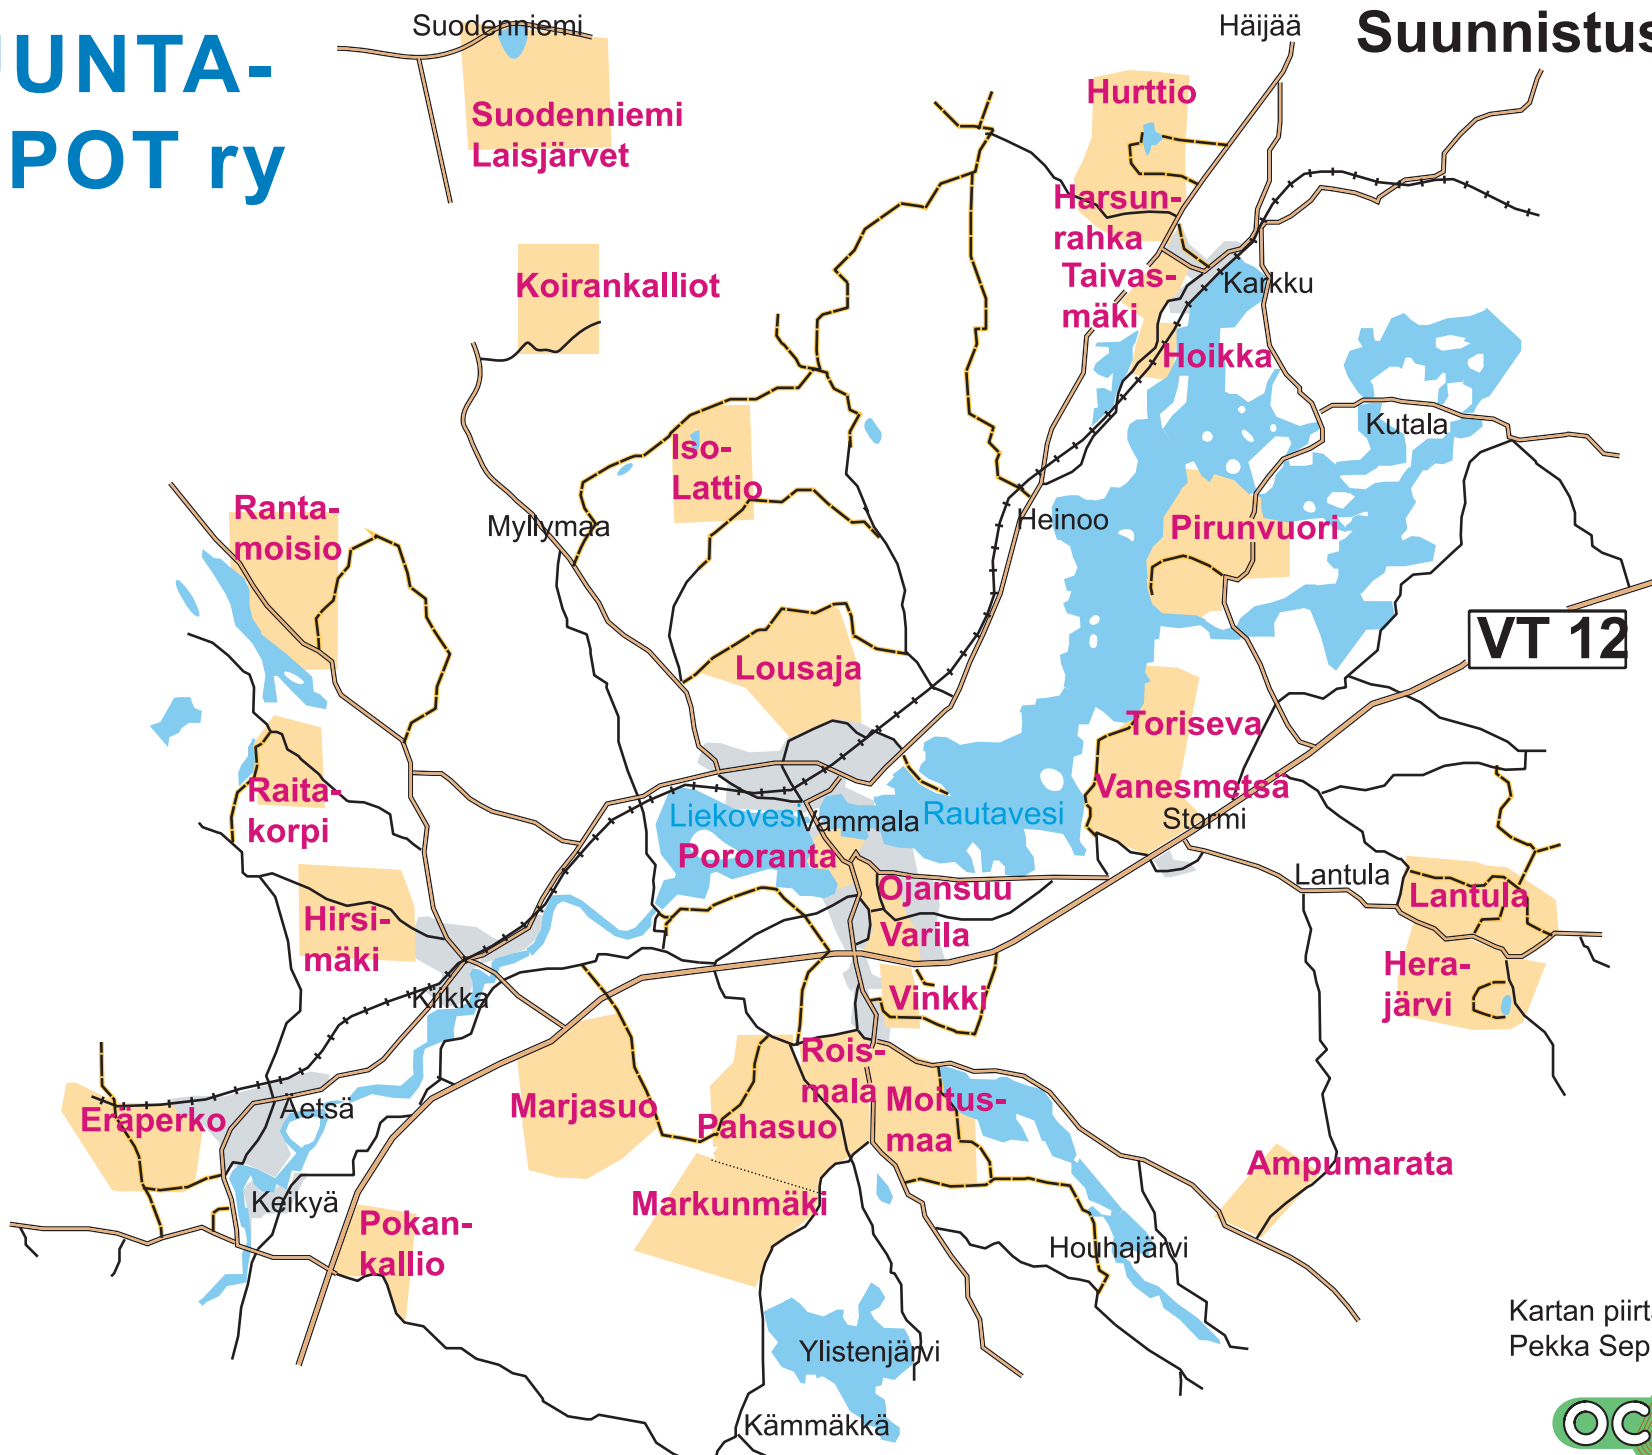 Suodenniemi
Häijää
Suunnistus
UNTA-
POT ry
Hurttio
Suodenniemi
Laisjärvet
Harsun-
rahka
Koirankalliot
Taivas-
mäki
Karkku
Hoikka
Kutala
Iso-
Lattio
Ranta-
moisio
Myllymaa
Heinoo
Pirunvuori
VT 12
Lousaja
Toriseva
Raita-
korpi
Vanesmetsä
Liekovesi
Vammala
Rautavesi
Stormi
Pororanta
Ojansuu
Lantula
Lantula
Hirsi-
mäki
Varila
Hera-
järvi
Kiikka
Vinkki
Rois-
mala
Marjasuo
Moitus-
maa
Äetsä
Eräperko
Pahasuo
Ampumarata
Keikyä
Markunmäki
Pokan-
kallio
Houhajärvi
Kartan piirt
Pekka Sep
Ylistenjärvi
Kämmäkkä
OC